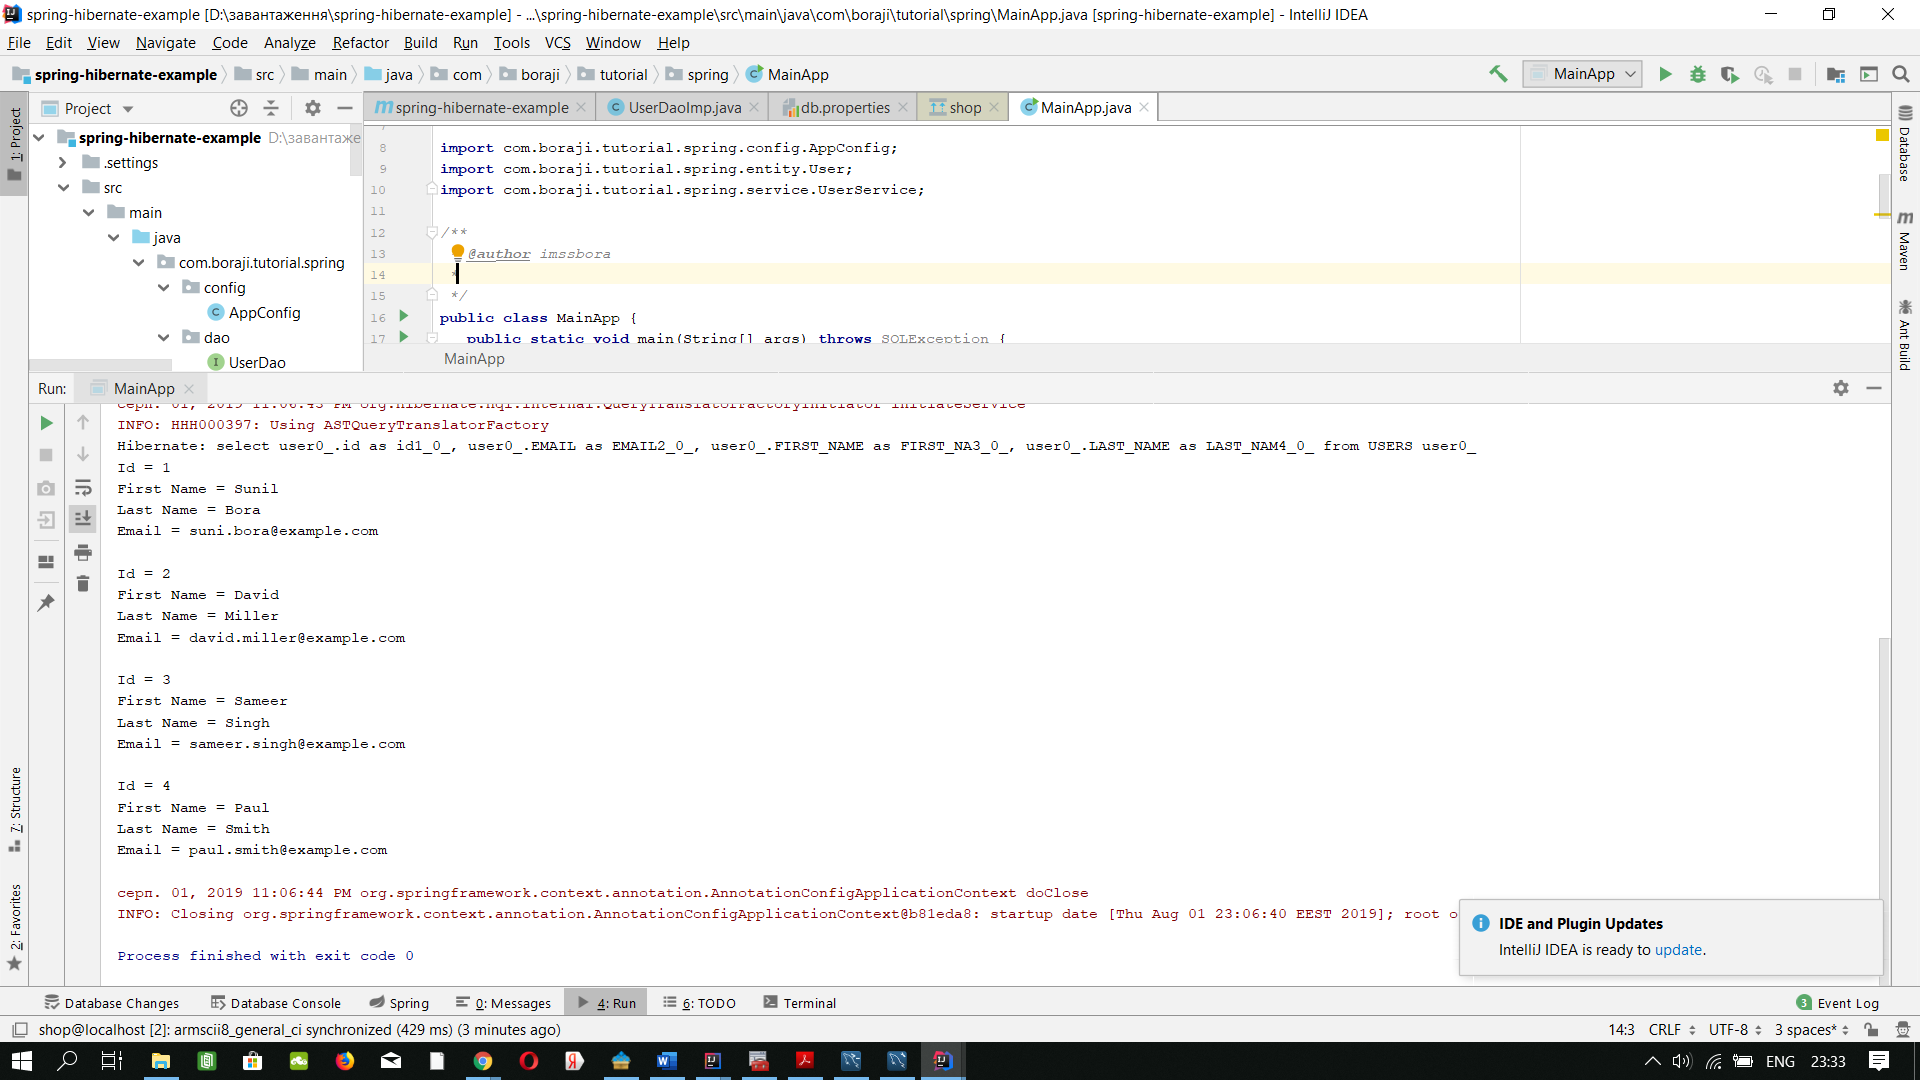 spring-hibernate-example [D:\завантаження\spring-hibernate-example] - ...\spring-hibernate-example\src\main\java\com\boraji\tutorial\spring\MainApp.java [spring-hibernate-example] - IntelliJ IDEA
File Edit View Navigate Code Analyze Refactor Build Run Tools VCS Window Help
spring-hibernate-example src main java com boraji tutorial spring MainApp
MainApp
Project
spring-hibernate-example UserDaoImp.java db.properties shop MainApp.java
1: Project
spring-hibernate-example D:\завантаже
.settings
src
main
java
com.boraji.tutorial.spring
config
AppConfig
dao
UserDao
7
8 import com.boraji.tutorial.spring.config.AppConfig;
9 import com.boraji.tutorial.spring.entity.User;
10 import com.boraji.tutorial.spring.service.UserService;
11
12 /**
13 @author imssbora
14 *
15 */
16 public class MainApp {
17 public static void main(String[] args) throws SQLException {
MainApp
Database
Maven
Ant Build
Run: MainApp
серп. 01, 2019 11:06:43 PM org.hibernate.hql.internal.QueryTranslatorFactoryInitiator initiateService
INFO: HHH000397: Using ASTQueryTranslatorFactory
Hibernate: select user0_.id as id1_0_, user0_.EMAIL as EMAIL2_0_, user0_.FIRST_NAME as FIRST_NA3_0_, user0_.LAST_NAME as LAST_NAM4_0_ from USERS user0_
Id = 1
First Name = Sunil
Last Name = Bora
Email = suni.bora@example.com
Id = 2
First Name = David
Last Name = Miller
Email = david.miller@example.com
Id = 3
First Name = Sameer
Last Name = Singh
Email = sameer.singh@example.com
Id = 4
First Name = Paul
Last Name = Smith
Email = paul.smith@example.com
серп. 01, 2019 11:06:44 PM org.springframework.context.annotation.AnnotationConfigApplicationContext doClose
INFO: Closing org.springframework.context.annotation.AnnotationConfigApplicationContext@b81eda8: startup date [Thu Aug 01 23:06:40 EEST 2019]; root o
Process finished with exit code 0
7: Structure
2: Favorites
IDE and Plugin Updates
IntelliJ IDEA is ready to update.
Database Changes Database Console Spring 0: Messages 4: Run 6: TODO Terminal 3 Event Log
shop@localhost [2]: armscii8_general_ci synchronized (429 ms) (3 minutes ago) 14:3 CRLF UTF-8 3 spaces*
ENG 23:33